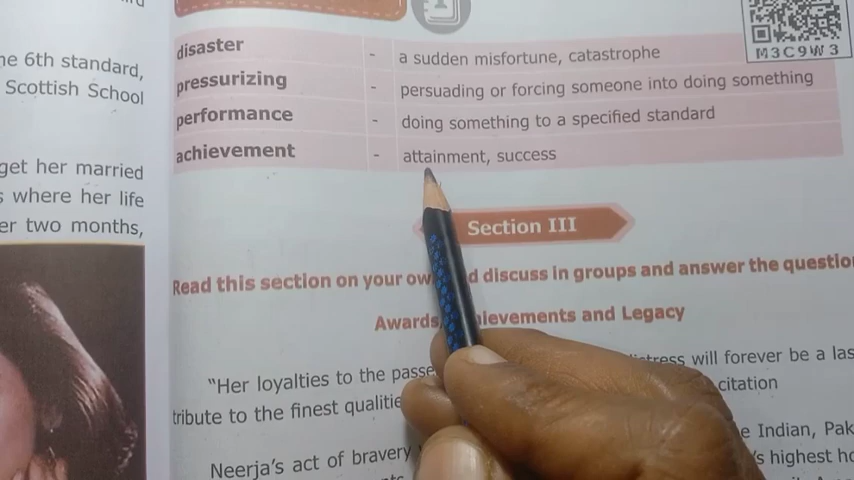 he 6th standard,
Scottish School
get her married
where her life
er two months,
M3C9W3
disaster - a sudden misfortune, catastrophe
pressurizing - persuading or forcing someone into doing something
performance - doing something to a specified standard
achievement - attainment, success
Section III
Read this section on your ow d discuss in groups and answer the questio
Awards, hievements and Legacy
"Her loyalties to the passe stress will forever be a las
tribute to the finest qualitie citation
Neerja's act of bravery e Indian, Pak
's highest ho